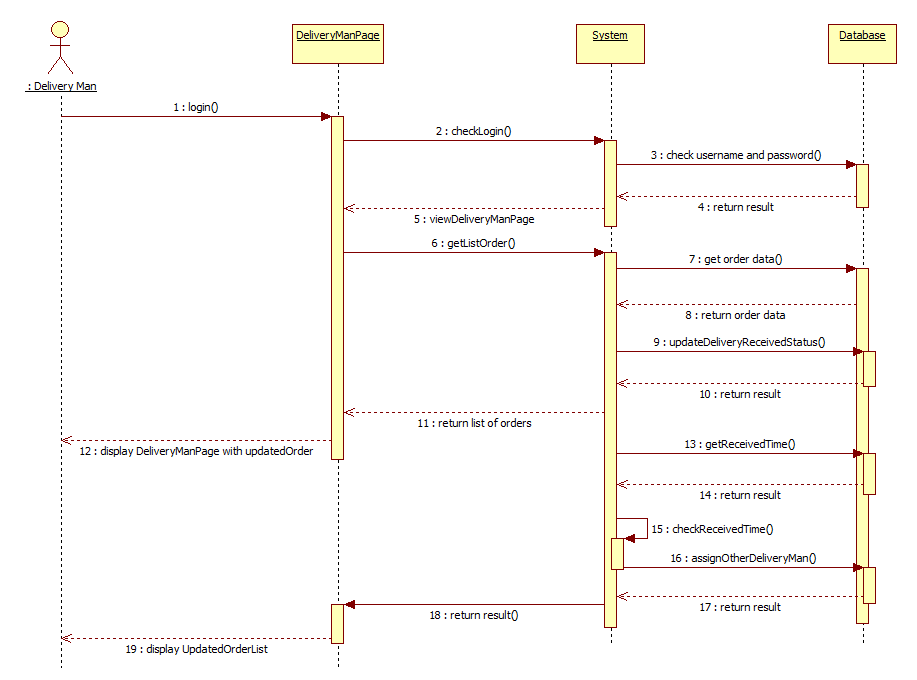 DeliveryManPage
System
Database
: Delivery Man
1 : login()
2 : checkLogin()
3 : check username and password()
4 : return result
5 : viewDeliveryManPage
6 : getListOrder()
7 : get order data()
8 : return order data
9 : updateDeliveryReceivedStatus()
10 : return result
11 : return list of orders
12 : display DeliveryManPage with updatedOrder
13 : getReceivedTime()
14 : return result
15 : checkReceivedTime()
16 : assignOtherDeliveryMan()
17 : return result
18 : return result()
19 : display UpdatedOrderList